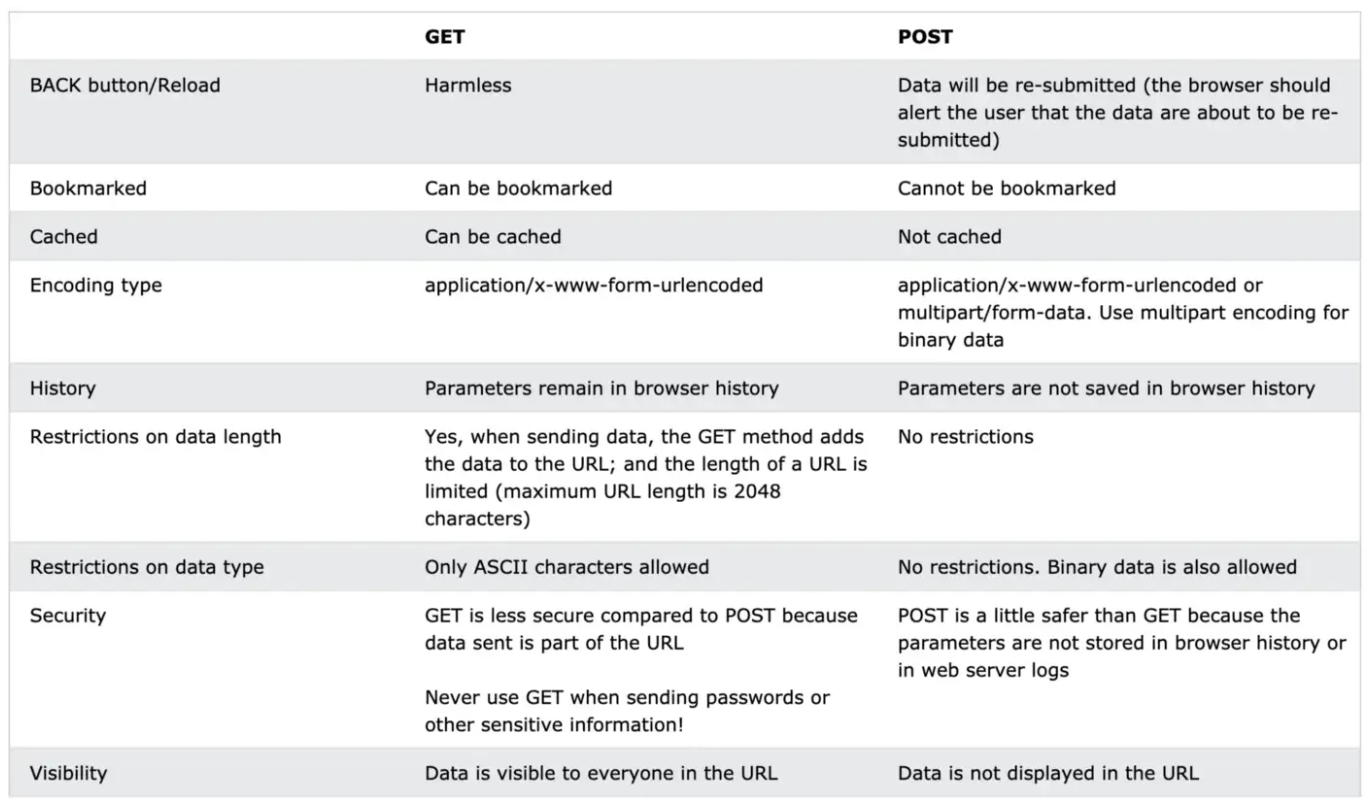 GET POST
BACK button/Reload Harmless Data will be re-submitted (the browser should
alert the user that the data are about to be re-
submitted)
Bookmarked Can be bookmarked Cannot be bookmarked
Cached Can be cached Not cached
Encoding type application/x-www-form-urlencoded application/x-www-form-urlencoded or
multipart/form-data. Use multipart encoding for
binary data
History Parameters remain in browser history Parameters are not saved in browser history
Restrictions on data length Yes, when sending data, the GET method adds No restrictions
the data to the URL; and the length of a URL is
limited (maximum URL length is 2048
characters)
Restrictions on data type Only ASCII characters allowed No restrictions. Binary data is also allowed
Security GET is less secure compared to POST because POST is a little safer than GET because the
data sent is part of the URL parameters are not stored in browser history or
in web server logs
Never use GET when sending passwords or
other sensitive information!
Visibility Data is visible to everyone in the URL Data is not displayed in the URL